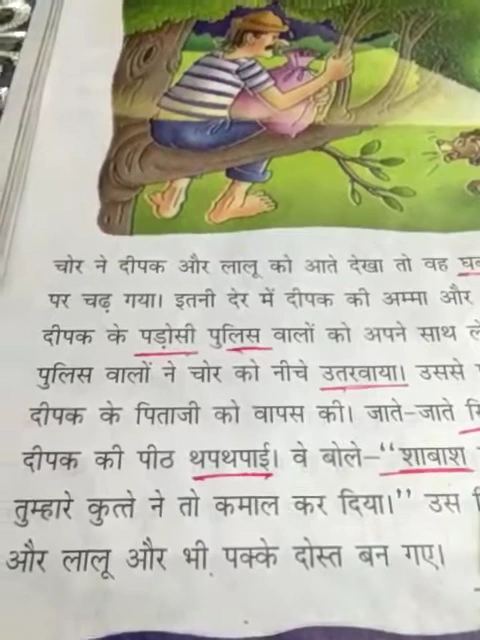 चोर ने दीपक और लालू को आते देखा तो वह
पर चढ़ गया। इतनी देर में दीपक की अम्मा और
दीपक के पड़ोसी पुलिस वालों को अपने साथ
पुलिस वालों ने चोर को नीचे उतरवाया। उससे
दीपक के पिताजी को वापस की। जाते-जाते
दीपक की पीठ थपथपाई। वे बोले–“शाबाश
तुम्हारे कुत्ते ने तो कमाल कर दिया।” उस
और लालू और भी पक्के दोस्त बन गए।